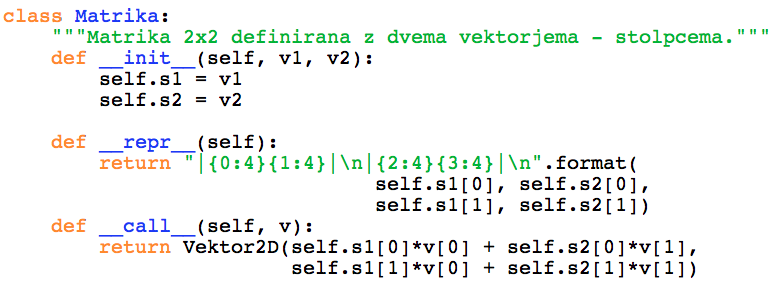 class Matrika:
    """Matrika 2x2 definirana z dvema vektorjema - stolpcema."""
    def __init__(self, v1, v2):
        self.s1 = v1
        self.s2 = v2

    def __repr__(self):
        return "|{0:4}{1:4}|\n|{2:4}{3:4}|\n".format(
                               self.s1[0], self.s2[0],
                               self.s1[1], self.s2[1])
    def __call__(self, v):
        return Vektor2D(self.s1[0]*v[0] + self.s2[0]*v[1],
                        self.s1[1]*v[0] + self.s2[1]*v[1])